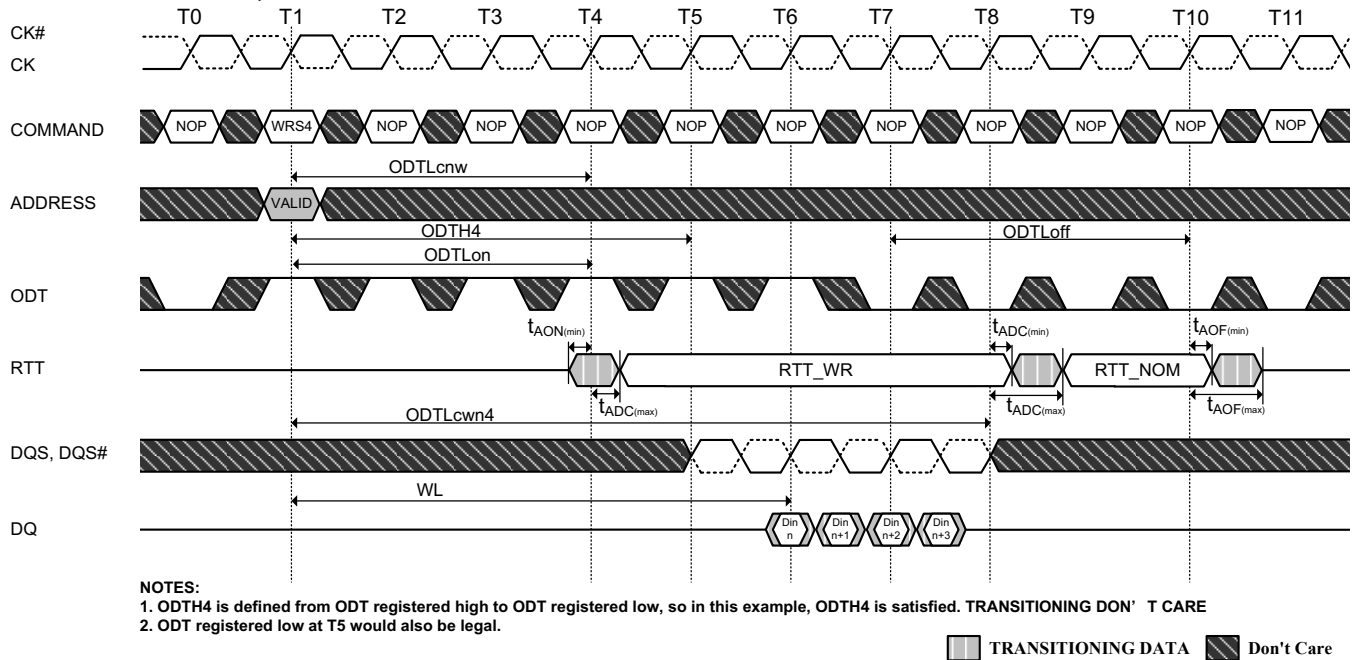 T0 T1 T2 T3 T4 T5 T6 T7 T8 T9 T10 T11
CK#
CK
COMMAND NOP WRS4 NOP NOP NOP NOP NOP NOP NOP NOP NOP NOP
ODTLcnw
ADDRESS VALID
ODTH4 ODTLoff
ODTLon
ODT
tAON(min) tADC(min) tAOF(min)
RTT RTT_WR RTT_NOM
tADC(max) tADC(max) tAOF(max)
ODTLcwn4
DQS, DQS#
WL
DQ Din n Din n+1 Din n+2 Din n+3
NOTES:
1. ODTH4 is defined from ODT registered high to ODT registered low, so in this example, ODTH4 is satisfied. TRANSITIONING DON' T CARE
2. ODT registered low at T5 would also be legal.
TRANSITIONING DATA Don't Care